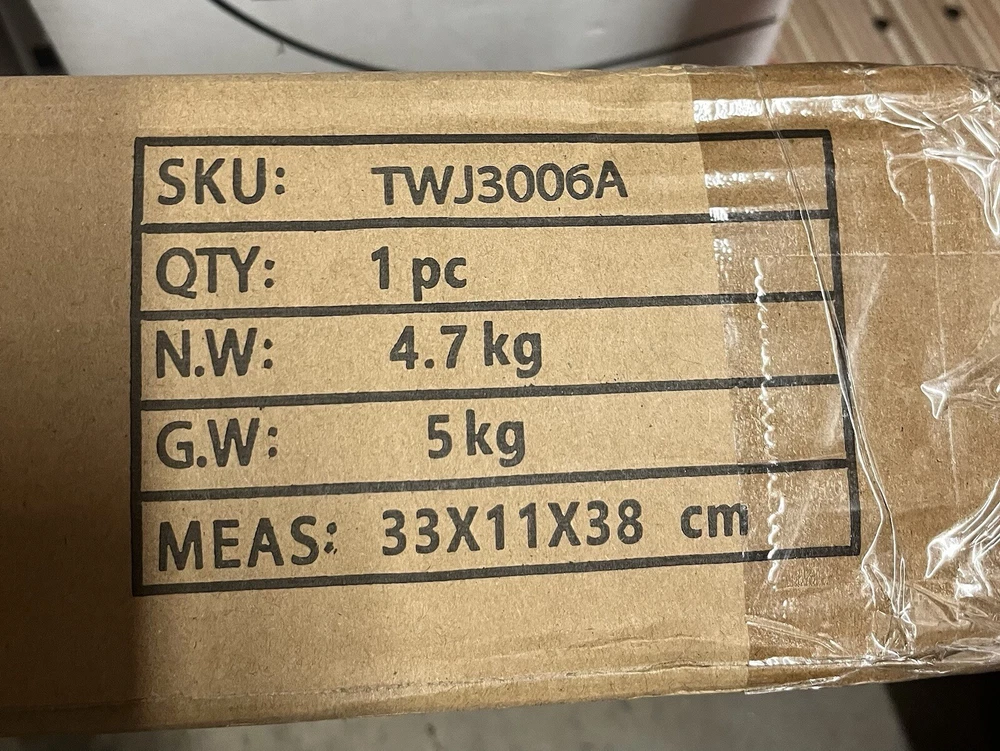 SKU: TWJ3006A
QTY: 1 pc
N.W: 4.7 kg
G.W: 5 kg
MEAS: 33X11X38 cm